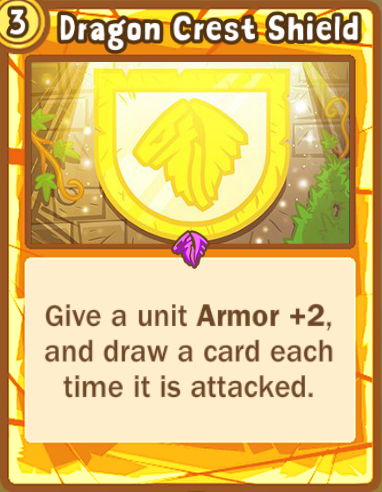 3
Dragon Crest Shield
Give a unit Armor +2,
and draw a card each
time it is attacked.